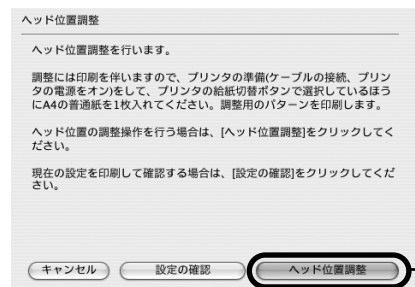 ヘッド位置調整
ヘッド位置調整を行います。
調整には印刷を伴いますので、プリンタの準備(ケーブルの接続、プリン
タの電源をオン)をして、プリンタの給紙切替ボタンで選択しているほう
にA4の普通紙を1枚入れてください。調整用のパターンを印刷します。
ヘッド位置の調整操作を行う場合は、[ヘッド位置調整]をクリックしてく
ださい。
現在の設定を印刷して確認する場合は、[設定の確認]をクリックしてくだ
さい。
キャンセル 設定の確認 ヘッド位置調整